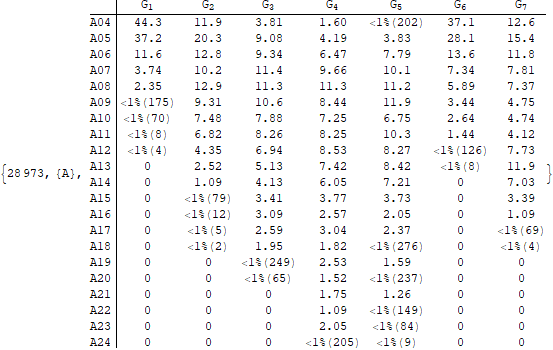 G1 G2 G3 G4 G5 G6 G7
A04 44.3 11.9 3.81 1.60 <1%(202) 37.1 12.6
A05 37.2 20.3 9.08 4.19 3.83 28.1 15.4
A06 11.6 12.8 9.34 6.47 7.79 13.6 11.8
A07 3.74 10.2 11.4 9.66 10.1 7.34 7.81
A08 2.35 12.9 11.3 11.3 11.2 5.89 7.37
A09 <1%(175) 9.31 10.6 8.44 11.9 3.44 4.75
A10 <1%(70) 7.48 7.88 7.25 6.75 2.64 4.74
A11 <1%(8) 6.82 8.26 8.25 10.3 1.44 4.12
A12 <1%(4) 4.35 6.94 8.53 8.27 <1%(126) 7.73
{28973, {A}, A13 0 2.52 5.13 7.42 8.42 <1%(8) 11.9 }
A14 0 1.09 4.13 6.05 7.21 0 7.03
A15 0 <1%(79) 3.41 3.77 3.73 0 3.39
A16 0 <1%(12) 3.09 2.57 2.05 0 1.09
A17 0 <1%(5) 2.59 3.04 2.37 0 <1%(69)
A18 0 <1%(2) 1.95 1.82 <1%(276) 0 <1%(4)
A19 0 0 <1%(249) 2.53 1.59 0 0
A20 0 0 <1%(65) 1.52 <1%(237) 0 0
A21 0 0 0 1.75 1.26 0 0
A22 0 0 0 1.09 <1%(149) 0 0
A23 0 0 0 2.05 <1%(84) 0 0
A24 0 0 0 <1%(205) <1%(9) 0 0